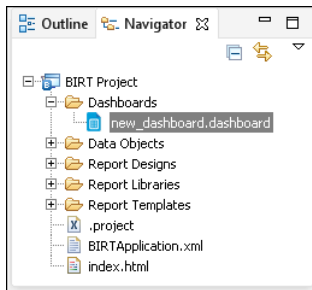 Outline Navigator
BIRT Project
Dashboards
new_dashboard.dashboard
Data Objects
Report Designs
Report Libraries
Report Templates
.project
BIRTApplication.xml
index.html